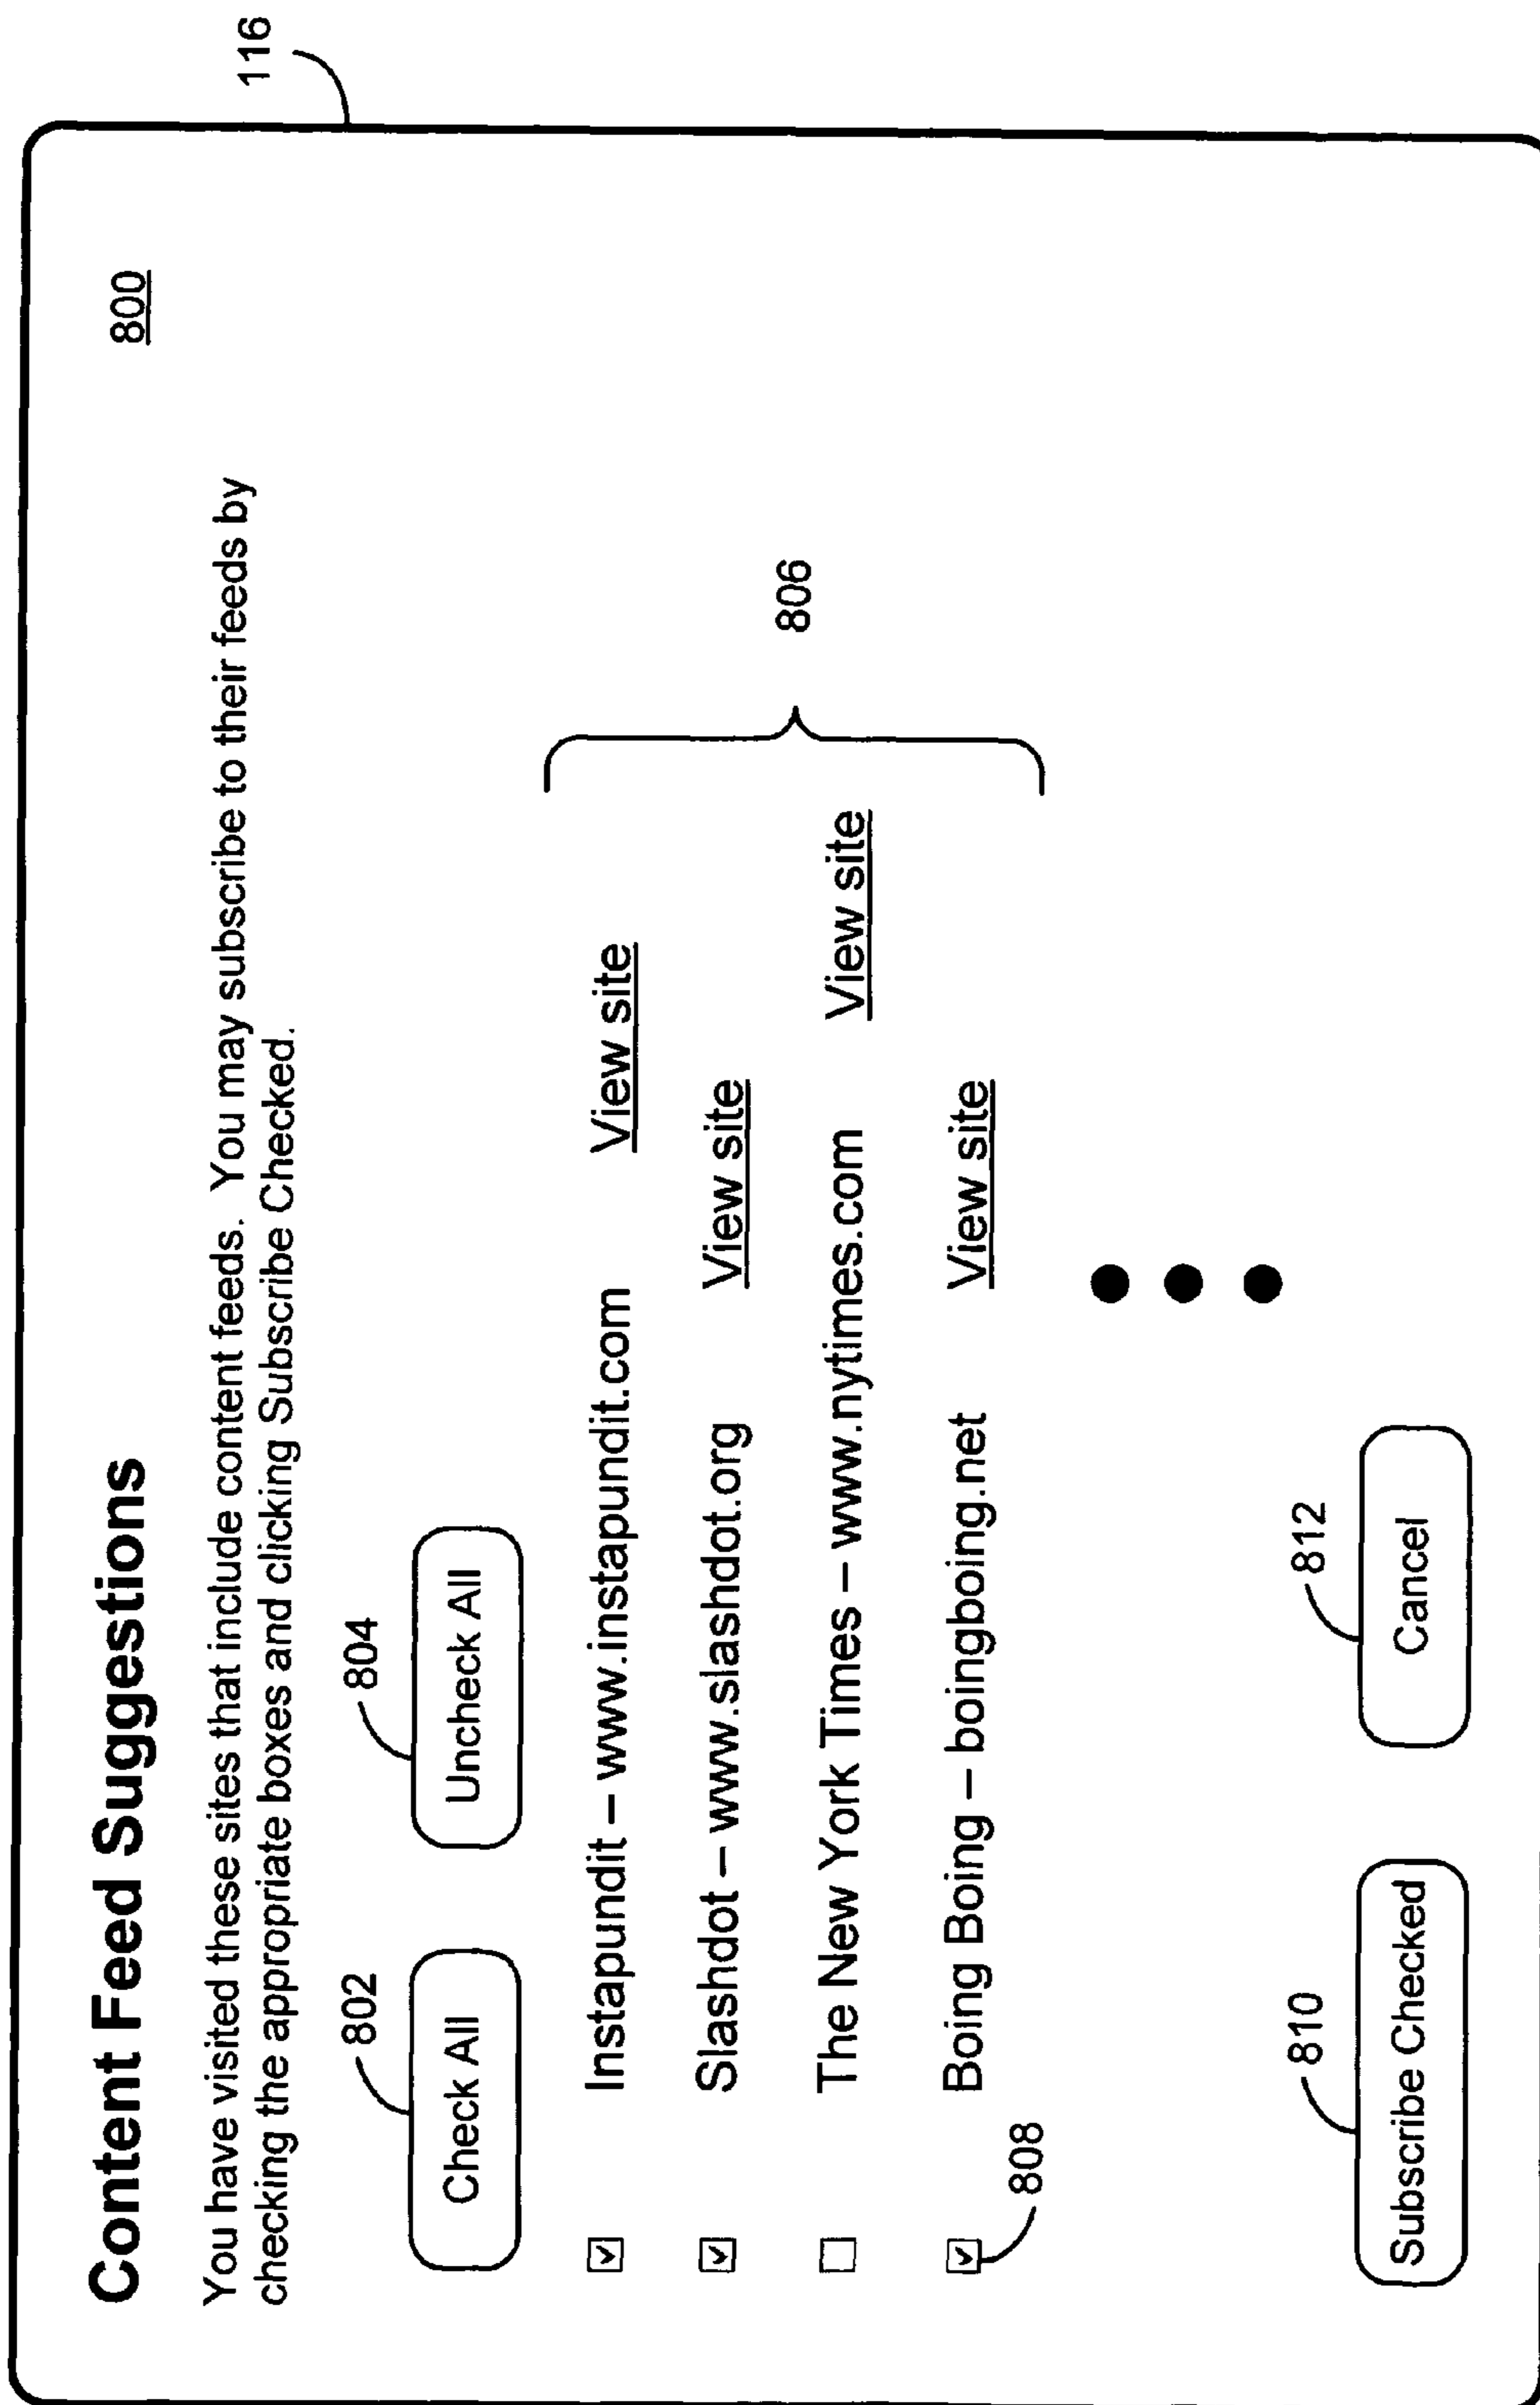 116
800
Content Feed Suggestions
You have visited these sites that include content feeds. You may subscribe to their feeds by
checking the appropriate boxes and clicking Subscribe Checked.
802
804
Check All
Uncheck All
Instapundit – www.instapundit.com View site
Slashdot – www.slashdot.org View site
The New York Times – www.nytimes.com View site
Boing Boing – boingboing.net View site
806
808
810
812
Subscribe Checked
Cancel